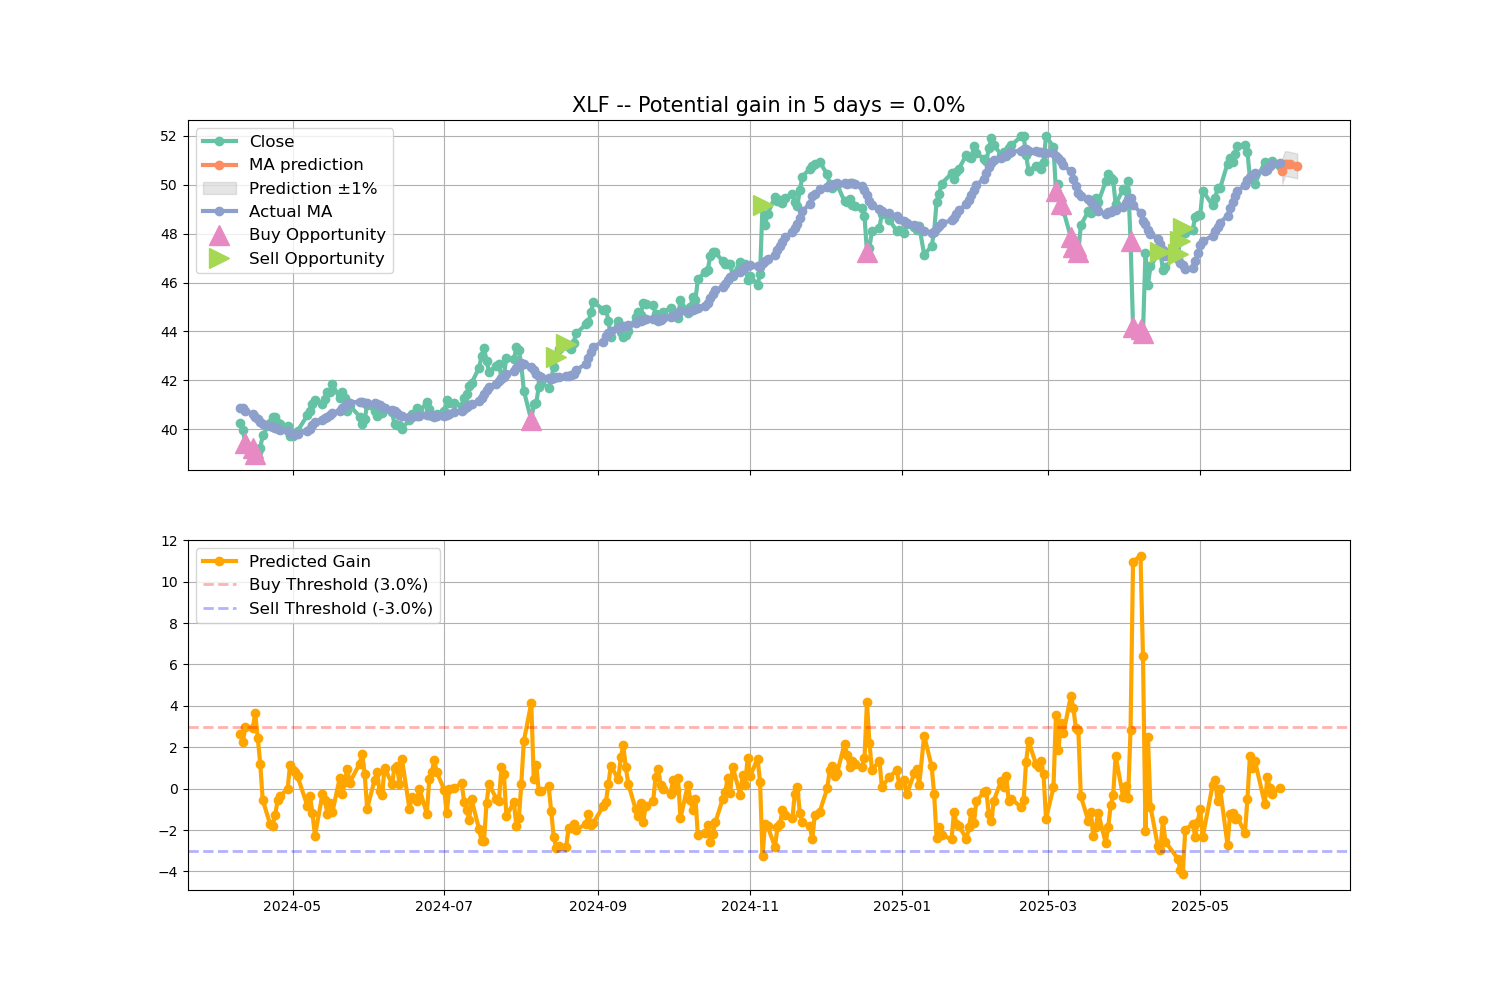 XLF -- Potential gain in 5 days = 0.0%
52
50
48
46
44
42
40
Close
MA prediction
Prediction ±1%
Actual MA
Buy Opportunity
Sell Opportunity
12
10
8
6
4
2
0
−2
−4
Predicted Gain
Buy Threshold (3.0%)
Sell Threshold (-3.0%)
2024-05
2024-07
2024-09
2024-11
2025-01
2025-03
2025-05